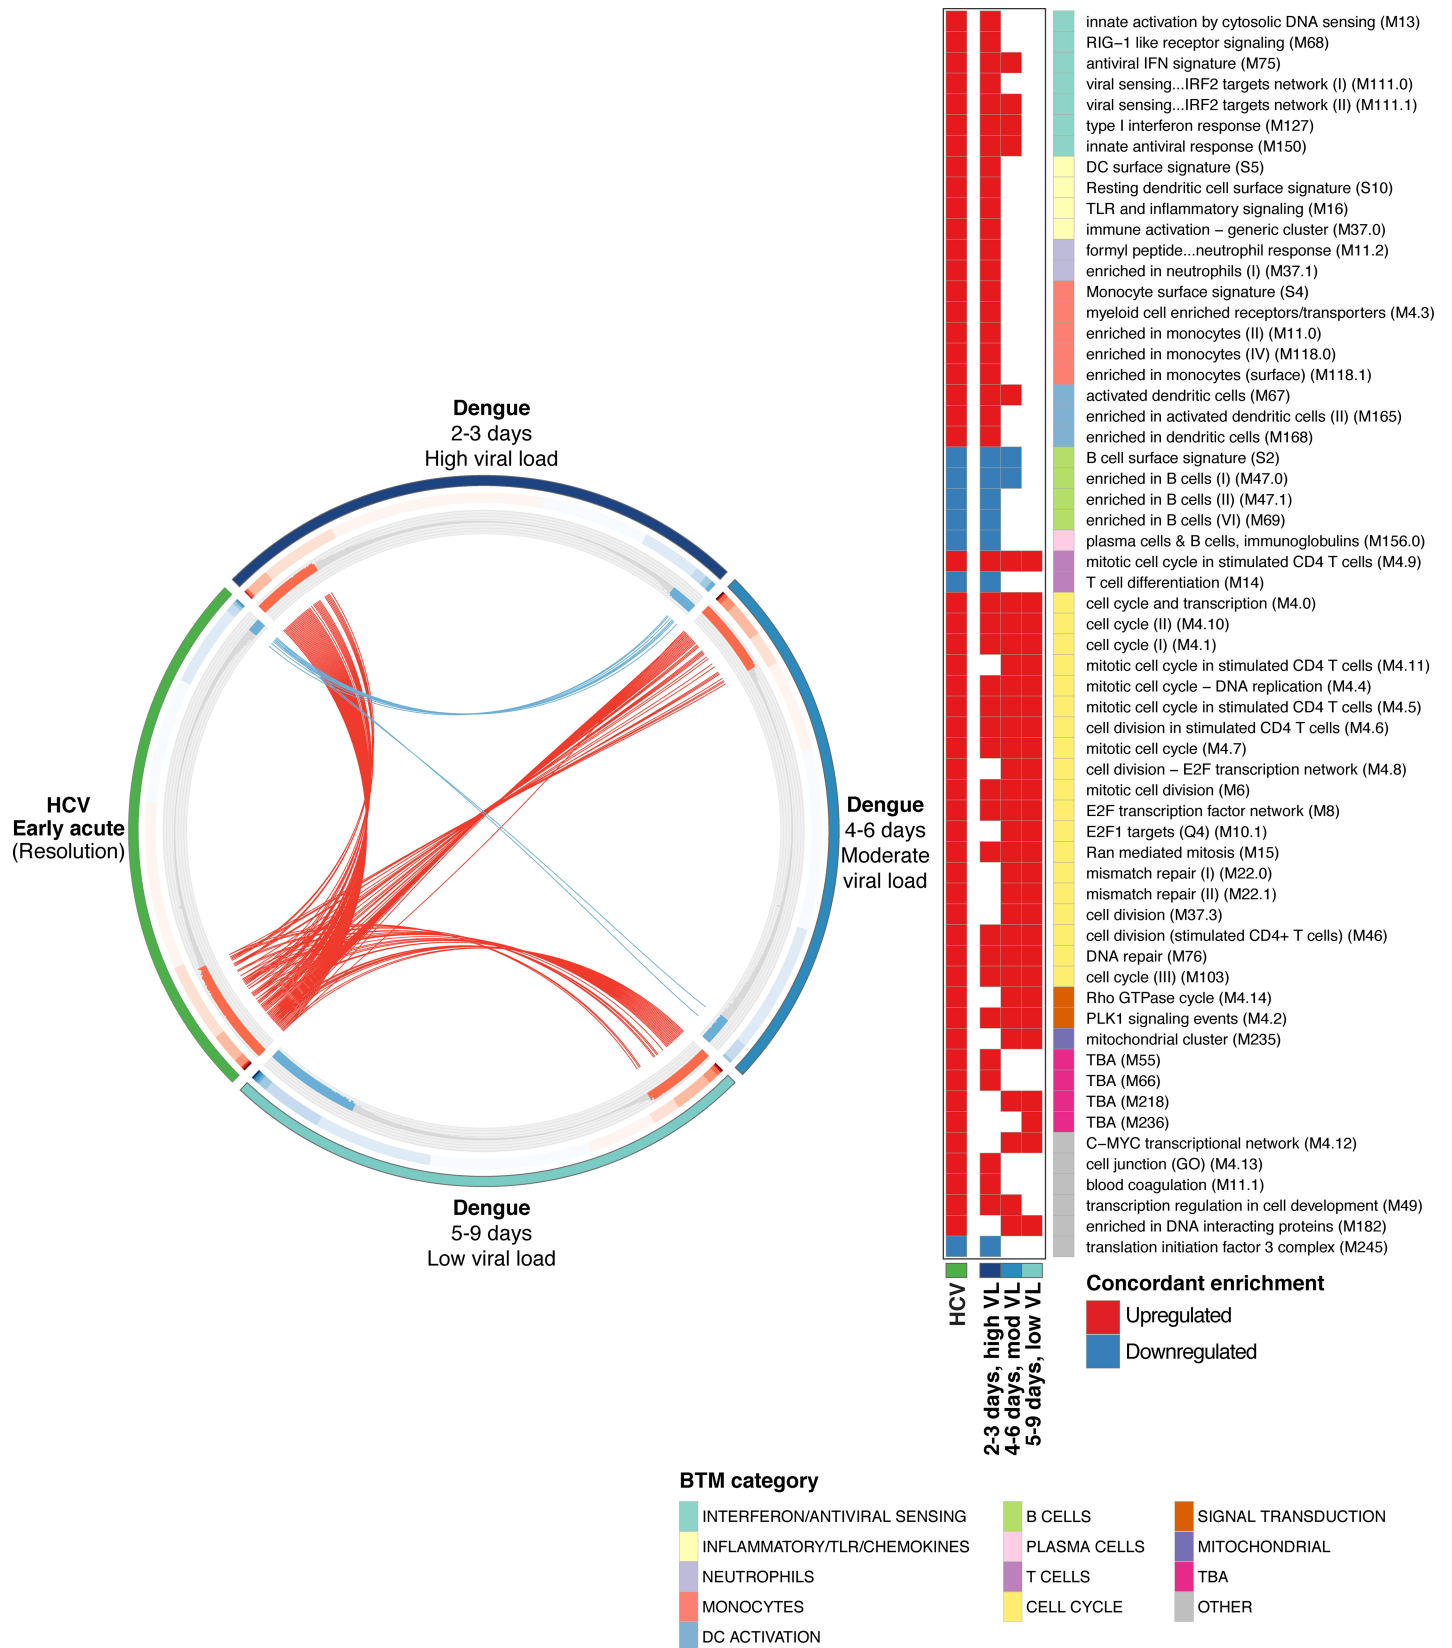 Dengue
2-3 days
High viral load
HCV
Early acute
(Resolution)
Dengue
4-6 days
Moderate
viral load
Dengue
5-9 days
Low viral load
innate activation by cytosolic DNA sensing (M13)
RIG−1 like receptor signaling (M68)
antiviral IFN signature (M75)
viral sensing...IRF2 targets network (I) (M111.0)
viral sensing...IRF2 targets network (II) (M111.1)
type I interferon response (M127)
innate antiviral response (M150)
DC surface signature (S5)
Resting dendritic cell surface signature (S10)
TLR and inflammatory signaling (M16)
immune activation − generic cluster (M37.0)
formyl peptide...neutrophil response (M11.2)
enriched in neutrophils (I) (M37.1)
Monocyte surface signature (S4)
myeloid cell enriched receptors/transporters (M4.3)
enriched in monocytes (II) (M11.0)
enriched in monocytes (IV) (M118.0)
enriched in monocytes (surface) (M118.1)
activated dendritic cells (M67)
enriched in activated dendritic cells (II) (M165)
enriched in dendritic cells (M168)
B cell surface signature (S2)
enriched in B cells (I) (M47.0)
enriched in B cells (II) (M47.1)
enriched in B cells (VI) (M69)
plasma cells & B cells, immunoglobulins (M156.0)
mitotic cell cycle in stimulated CD4 T cells (M4.9)
T cell differentiation (M14)
cell cycle and transcription (M4.0)
cell cycle (II) (M4.10)
cell cycle (I) (M4.1)
mitotic cell cycle in stimulated CD4 T cells (M4.11)
mitotic cell cycle − DNA replication (M4.4)
mitotic cell cycle in stimulated CD4 T cells (M4.5)
cell division in stimulated CD4 T cells (M4.6)
mitotic cell cycle (M4.7)
cell division − E2F transcription network (M4.8)
mitotic cell division (M6)
E2F transcription factor network (M8)
E2F1 targets (Q4) (M10.1)
Ran mediated mitosis (M15)
mismatch repair (I) (M22.0)
mismatch repair (II) (M22.1)
cell division (M37.3)
cell division (stimulated CD4+ T cells) (M46)
DNA repair (M76)
cell cycle (III) (M103)
Rho GTPase cycle (M4.14)
PLK1 signaling events (M4.2)
mitochondrial cluster (M235)
TBA (M55)
TBA (M66)
TBA (M218)
TBA (M236)
C−MYC transcriptional network (M4.12)
cell junction (GO) (M4.13)
blood coagulation (M11.1)
transcription regulation in cell development (M49)
enriched in DNA interacting proteins (M182)
translation initiation factor 3 complex (M245)
HCV
2-3 days, high VL
4-6 days, mod VL
5-9 days, low VL
Concordant enrichment
Upregulated
Downregulated
BTM category
INTERFERON/ANTIVIRAL SENSING
INFLAMMATORY/TLR/CHEMOKINES
NEUTROPHILS
MONOCYTES
DC ACTIVATION
B CELLS
PLASMA CELLS
T CELLS
CELL CYCLE
SIGNAL TRANSDUCTION
MITOCHONDRIAL
TBA
OTHER